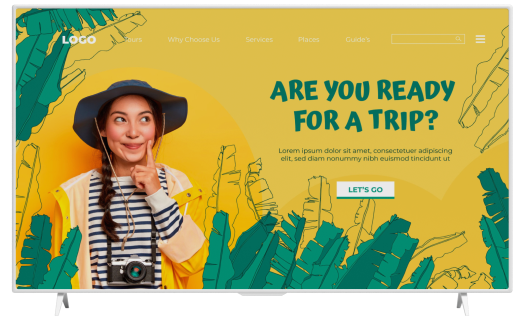 LOGO
Why Choose Us
Services
Places
Guides
ARE YOU READY
FOR A TRIP?
Lorem ipsum dolor sit amet, consectetuer adipiscing
elit, sed diam nonummy nibh euismod tincidunt ut
LET'S GO